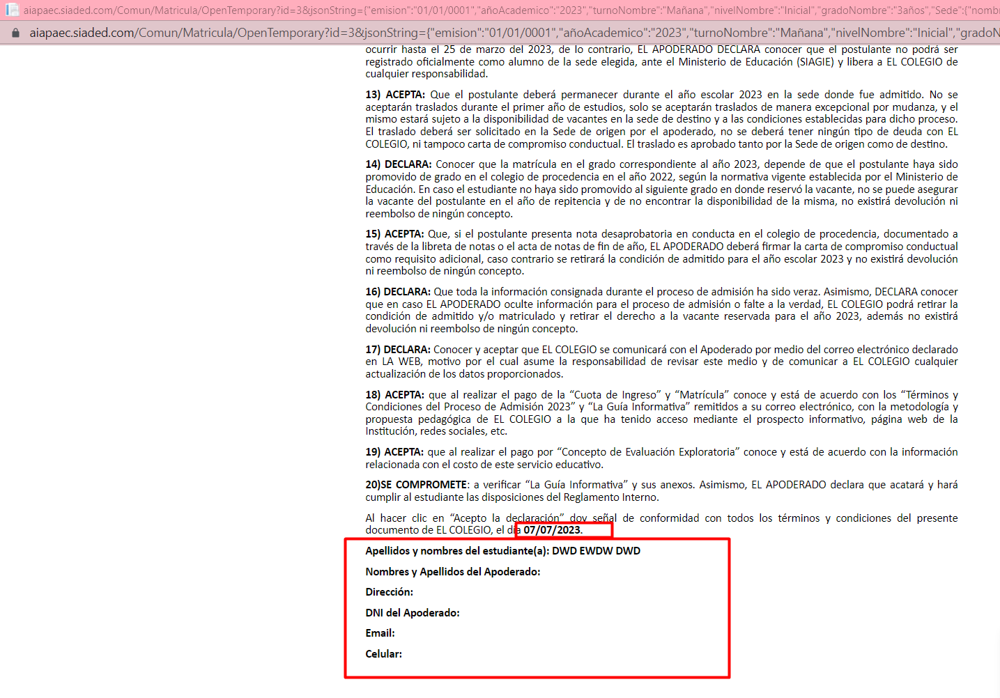 aiapaec.siaded.com/Comun/Matricula/OpenTemporary?id=3&jsonString={"emision":"01/01/0001","añoAcademico":"2023","turnoNombre":"Mañana","nivelNombre":"Inicial","gradoNombre":"3años","Sede":{"nomb
aiapaec.siaded.com/Comun/Matricula/OpenTemporary?id=3&jsonString={"emision":"01/01/0001","añoAcademico":"2023","turnoNombre":"Mañana","nivelNombre":"Inicial","gradoN
ocurrir hasta el 25 de marzo del 2023, de lo contrario, EL APODERADO DECLARA conocer que el postulante no podrá ser
registrado oficialmente como alumno de la sede elegida, ante el Ministerio de Educación (SIAGIE) y libera a EL COLEGIO de
cualquier responsabilidad.
13) ACEPTA: Que el postulante deberá permanecer durante el año escolar 2023 en la sede donde fue admitido. No se
aceptarán traslados durante el primer año de estudios, solo se aceptarán traslados de manera excepcional por mudanza, y el
mismo estará sujeto a la disponibilidad de vacantes en la sede de destino y a las condiciones establecidas para dicho proceso.
El traslado deberá ser solicitado en la Sede de origen por el apoderado, no se deberá tener ningún tipo de deuda con EL
COLEGIO, ni tampoco carta de compromiso conductual. El traslado es aprobado tanto por la Sede de origen como de destino.
14) DECLARA: Conocer que la matrícula en el grado correspondiente al año 2023, depende de que el postulante haya sido
promovido de grado en el colegio de procedencia en el año 2022, según la normativa vigente establecida por el Ministerio de
Educación. En caso el estudiante no haya sido promovido al siguiente grado en donde reservó la vacante, no se puede asegurar
la vacante del postulante en el año de repitencia y de no encontrar la disponibilidad de la misma, no existirá devolución ni
reembolso de ningún concepto.
15) ACEPTA: Que, si el postulante presenta nota desaprobatoria en conducta en el colegio de procedencia, documentado a
través de la libreta de notas o el acta de notas de fin de año, EL APODERADO deberá firmar la carta de compromiso conductual
como requisito adicional, caso contrario se retirará la condición de admitido para el año escolar 2023 y no existirá devolución
ni reembolso de ningún concepto.
16) DECLARA: Que toda la información consignada durante el proceso de admisión ha sido veraz. Asimismo, DECLARA conocer
que en caso EL APODERADO oculte información para el proceso de admisión o falte a la verdad, EL COLEGIO podrá retirar la
condición de admitido y/o matriculado y retirar el derecho a la vacante reservada para el año 2023, además no existirá
devolución ni reembolso de ningún concepto.
17) DECLARA: Conocer y aceptar que EL COLEGIO se comunicará con el Apoderado por medio del correo electrónico declarado
en LA WEB, motivo por el cual asume la responsabilidad de revisar este medio y de comunicar a EL COLEGIO cualquier
actualización de los datos proporcionados.
18) ACEPTA: que al realizar el pago de la “Cuota de Ingreso” y “Matrícula” conoce y está de acuerdo con los “Términos y
Condiciones del Proceso de Admisión 2023” y “La Guía Informativa” remitidos a su correo electrónico, con la metodología y
propuesta pedagógica de EL COLEGIO a la que ha tenido acceso mediante el prospecto informativo, página web de la
Institución, redes sociales, etc.
19) ACEPTA: que al realizar el pago por “Concepto de Evaluación Exploratoria” conoce y está de acuerdo con la información
relacionada con el costo de este servicio educativo.
20)SE COMPROMETE: a verificar “La Guía Informativa” y sus anexos. Asimismo, EL APODERADO declara que acatará y hará
cumplir al estudiante las disposiciones del Reglamento Interno.
Al hacer clic en “Acepto la declaración” doy señal de conformidad con todos los términos y condiciones del presente
documento de EL COLEGIO, el día 07/07/2023.
Apellidos y nombres del estudiante(a): DWD EWDW DWD
Nombres y Apellidos del Apoderado:
Dirección:
DNI del Apoderado:
Email:
Celular: